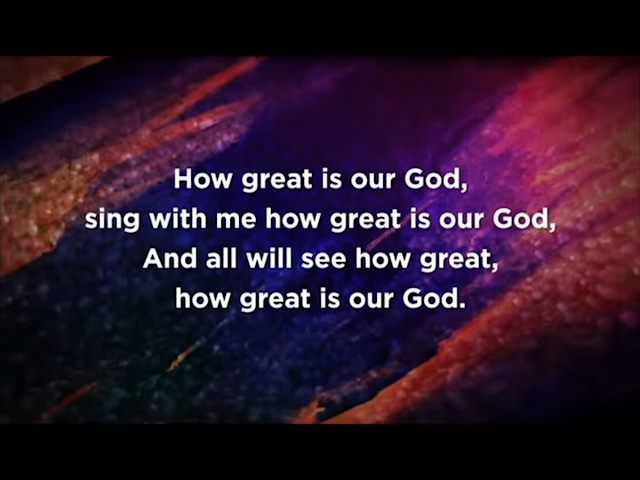 How great is our God,
sing with me how great is our God,
And all will see how great,
how great is our God.